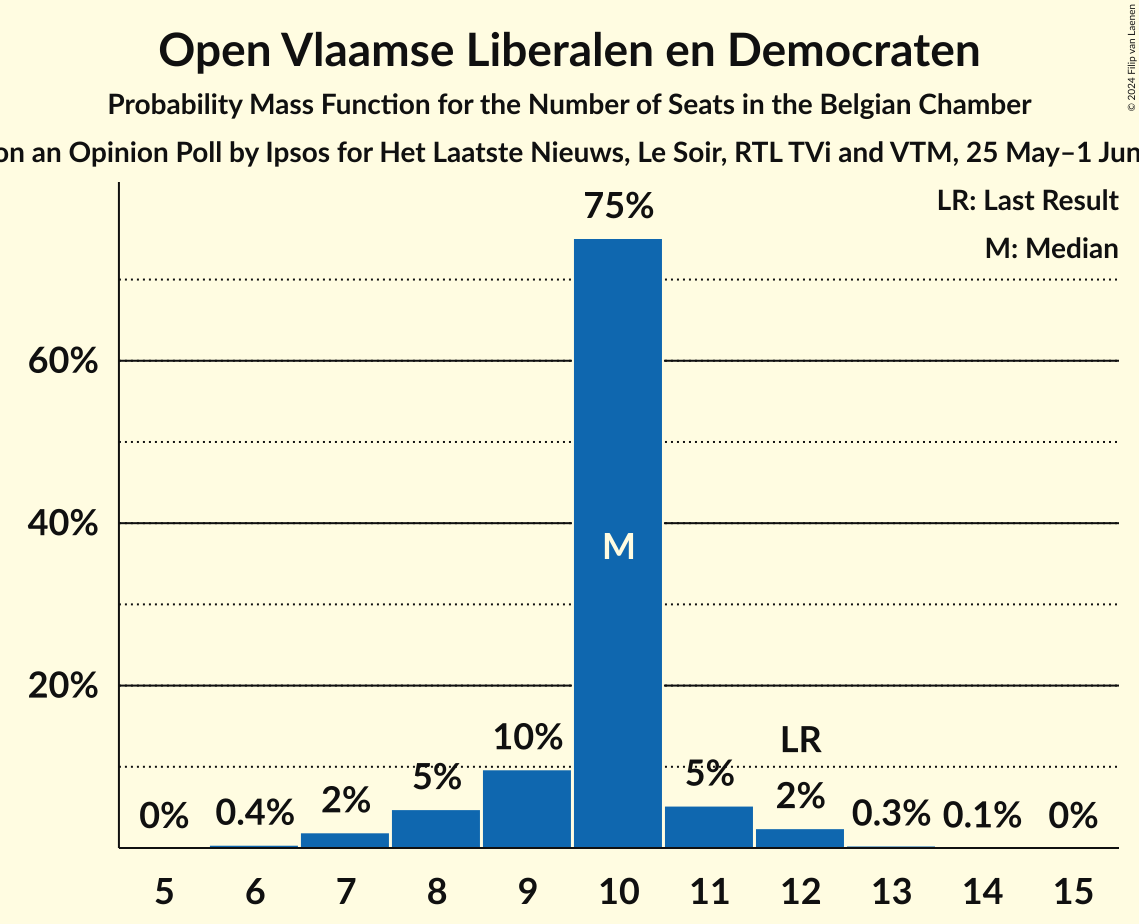 Open Vlaamse Liberalen en Democraten
Probability Mass Function for the Number of Seats in the Belgian Chamber
on an Opinion Poll by Ipsos for Het Laatste Nieuws, Le Soir, RTL TVi and VTM, 25 May–1 Jun
© 2024 Filip van Laenen
LR: Last Result
M: Median
75%
60%
40%
M
20%
10%
LR
5%
5%
2%
2%
0%
0.4%
0.3%
0.1%
0%
5 6 7 8 9 10 11 12 13 14 15